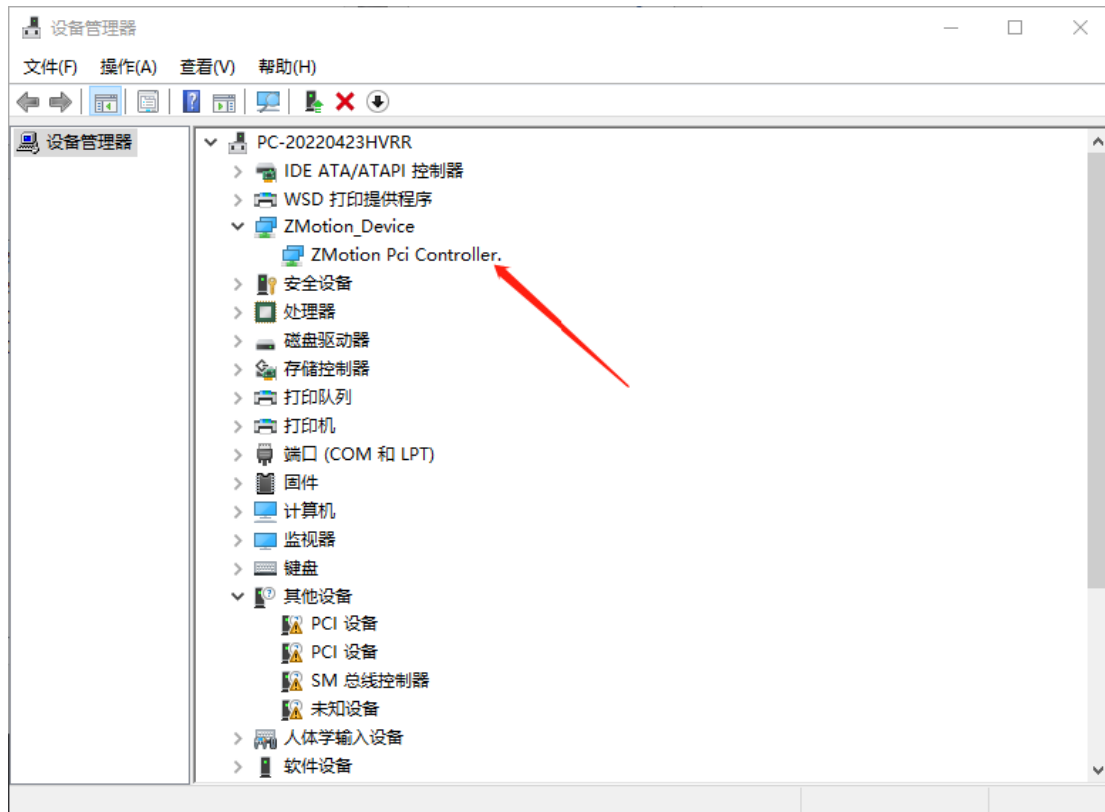 设备管理器
文件(F) 操作(A) 查看(V) 帮助(H)
设备管理器
PC-20220423HVRR
IDE ATA/ATAPI 控制器
WSD 打印提供程序
ZMotion_Device
ZMotion Pci Controller.
安全设备
处理器
磁盘驱动器
存储控制器
打印队列
打印机
端口 (COM 和 LPT)
固件
计算机
监视器
键盘
其他设备
PCI 设备
PCI 设备
SM 总线控制器
未知设备
人体学输入设备
软件设备